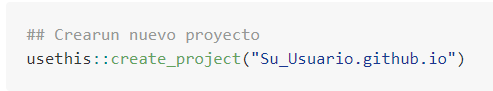 ## Crearun nuevo proyecto
usethis::create_project("Su_Usuario.github.io")